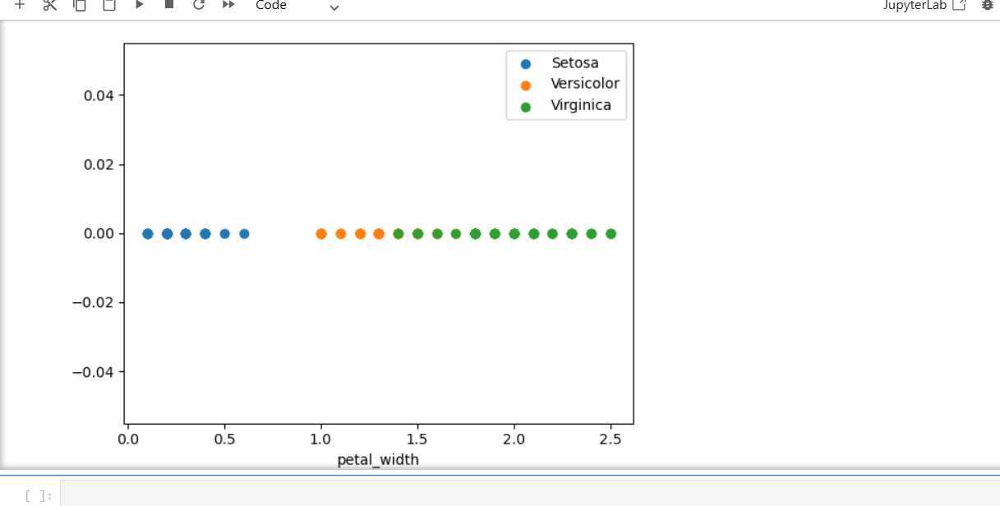 Code
JupyterLab
Setosa
Versicolor
Virginica
0.04
0.02
0.00
−0.02
−0.04
0.0 0.5 1.0 1.5 2.0 2.5
petal_width
[ ]: